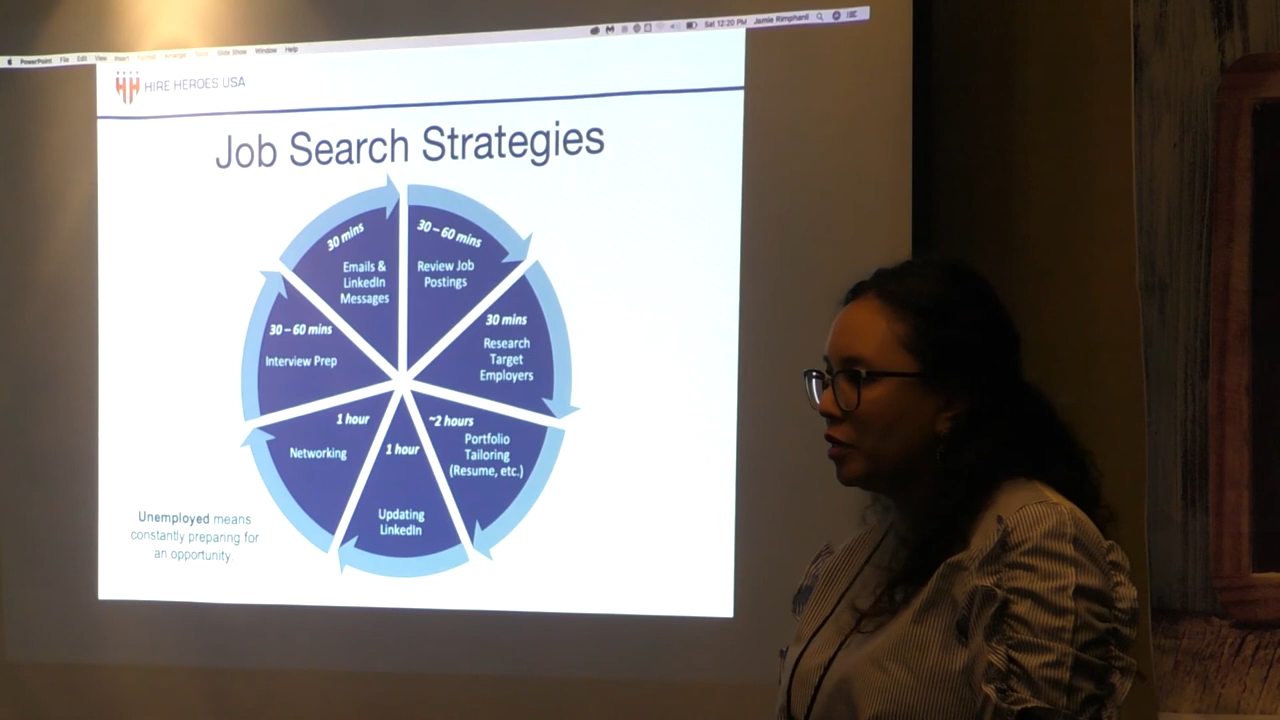 PowerPoint File Edit View Insert Format Arrange Tools Slide Show Window Help
Sat 12:20 PM Jamie Rimphanli
HIRE HEROES USA
Job Search Strategies
30 – 60 mins
Review Job
Postings
30 mins
Research
Target
Employers
~2 hours
Portfolio
Tailoring
(Resume, etc.)
1 hour
Updating
LinkedIn
1 hour
Networking
30 – 60 mins
Interview Prep
30 mins
Emails &
LinkedIn
Messages
Unemployed means
constantly preparing for
an opportunity.